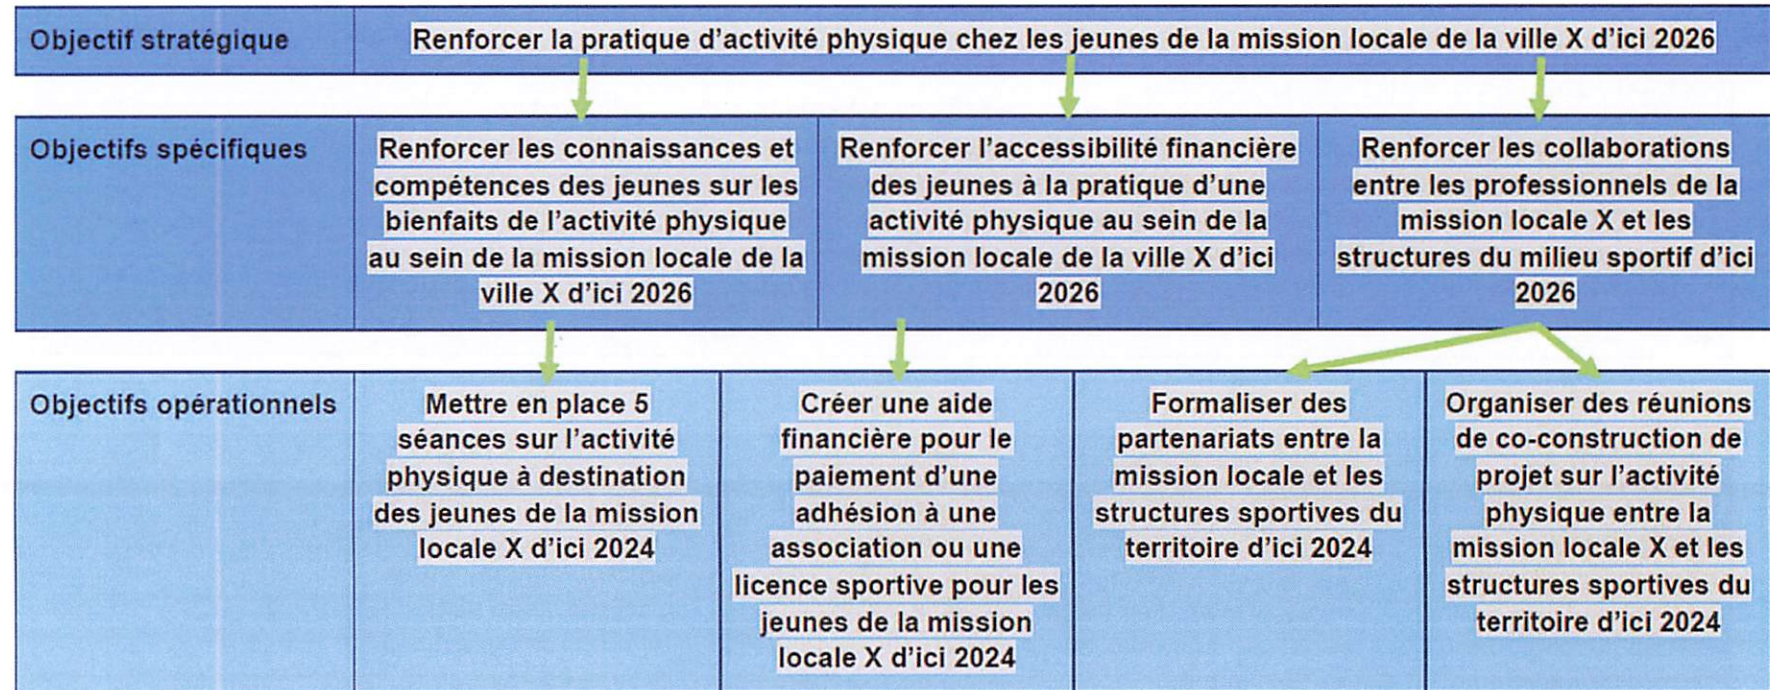 Objectif stratégique
Renforcer la pratique d’activité physique chez les jeunes de la mission locale de la ville X d’ici 2026
Objectifs spécifiques
Renforcer les connaissances et
compétences des jeunes sur les
bienfaits de l’activité physique
au sein de la mission locale de la
ville X d’ici 2026
Renforcer l’accessibilité financière
des jeunes à la pratique d’une
activité physique au sein de la
mission locale de la ville X d’ici
2026
Renforcer les collaborations
entre les professionnels de la
mission locale X et les
structures du milieu sportif d’ici
2026
Objectifs opérationnels
Mettre en place 5
séances sur l’activité
physique à destination
des jeunes de la mission
locale X d’ici 2024
Créer une aide
financière pour le
paiement d’une
adhésion à une
association ou une
licence sportive pour les
jeunes de la mission
locale X d’ici 2024
Formaliser des
partenariats entre la
mission locale et les
structures sportives du
territoire d’ici 2024
Organiser des réunions
de co-construction de
projet sur l’activité
physique entre la
mission locale X et les
structures sportives du
territoire d’ici 2024